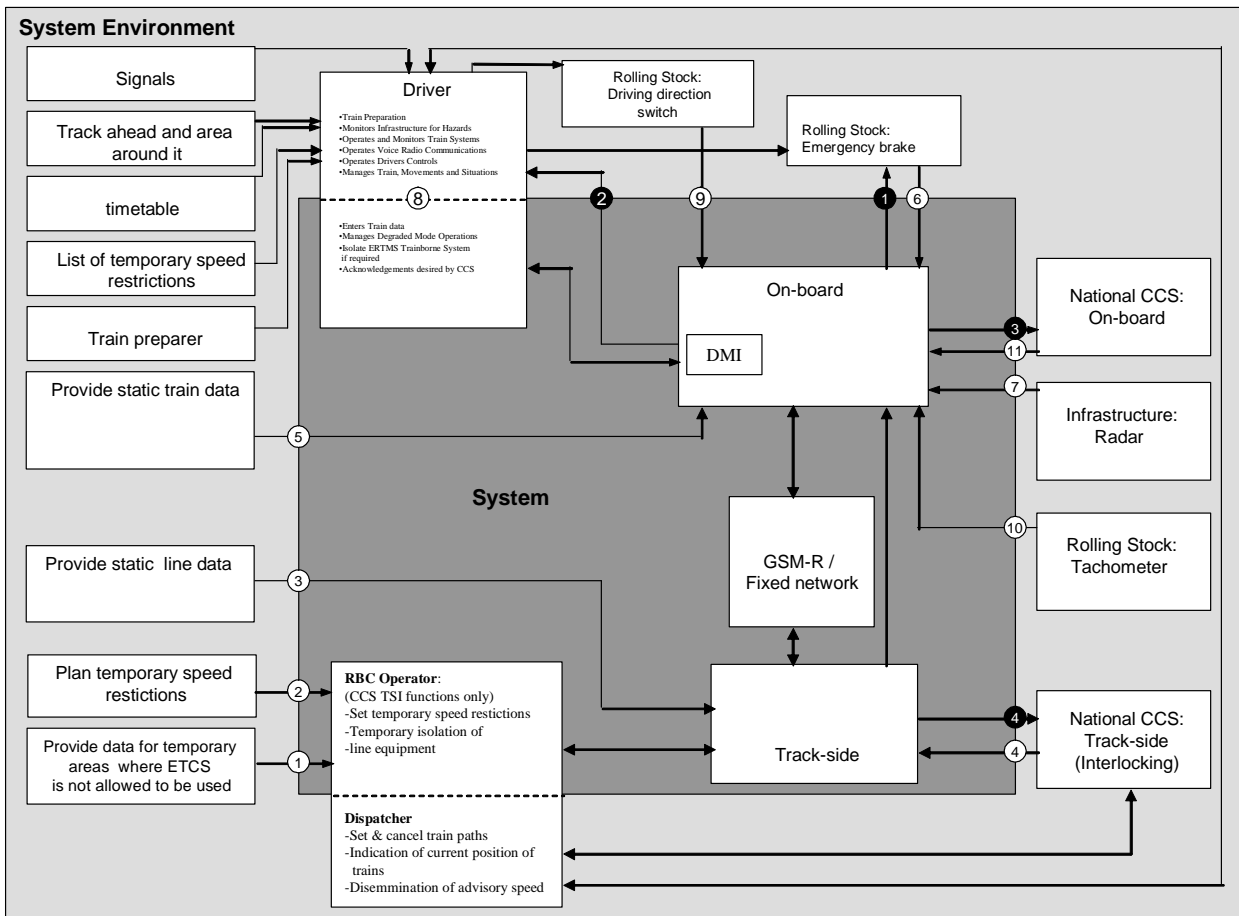 System Environment
Signals
Track ahead and area
around it
timetable
List of temporary speed
restrictions
Train preparer
Provide static train data
Provide static line data
Plan temporary speed
restictions
Provide data for temporary
areas where ETCS
is not allowed to be used
Driver
•Train Preparation
•Monitors Infrastructure for Hazards
•Operates and Monitors Train Systems
•Operates Voice Radio Communications
•Operates Drivers Controls
•Manages Train, Movements and Situations
8
•Enters Train data
•Manages Degraded Mode Operations
•Isolate ERTMS Trainborne System
if required
•Acknowledgements desired by CCS
Rolling Stock:
Driving direction
switch
Rolling Stock:
Emergency brake
2
9
1
6
On-board
DMI
National CCS:
On-board
3
11
7
Infrastructure:
Radar
5
System
10
Rolling Stock:
Tachometer
3
GSM-R /
Fixed network
2
1
RBC Operator:
(CCS TSI functions only)
-Set temporary speed restictions
-Temporary isolation of
-line equipment
Track-side
4
4
National CCS:
Track-side
(Interlocking)
Dispatcher
-Set & cancel train paths
-Indication of current position of
trains
-Disemmination of advisory speed